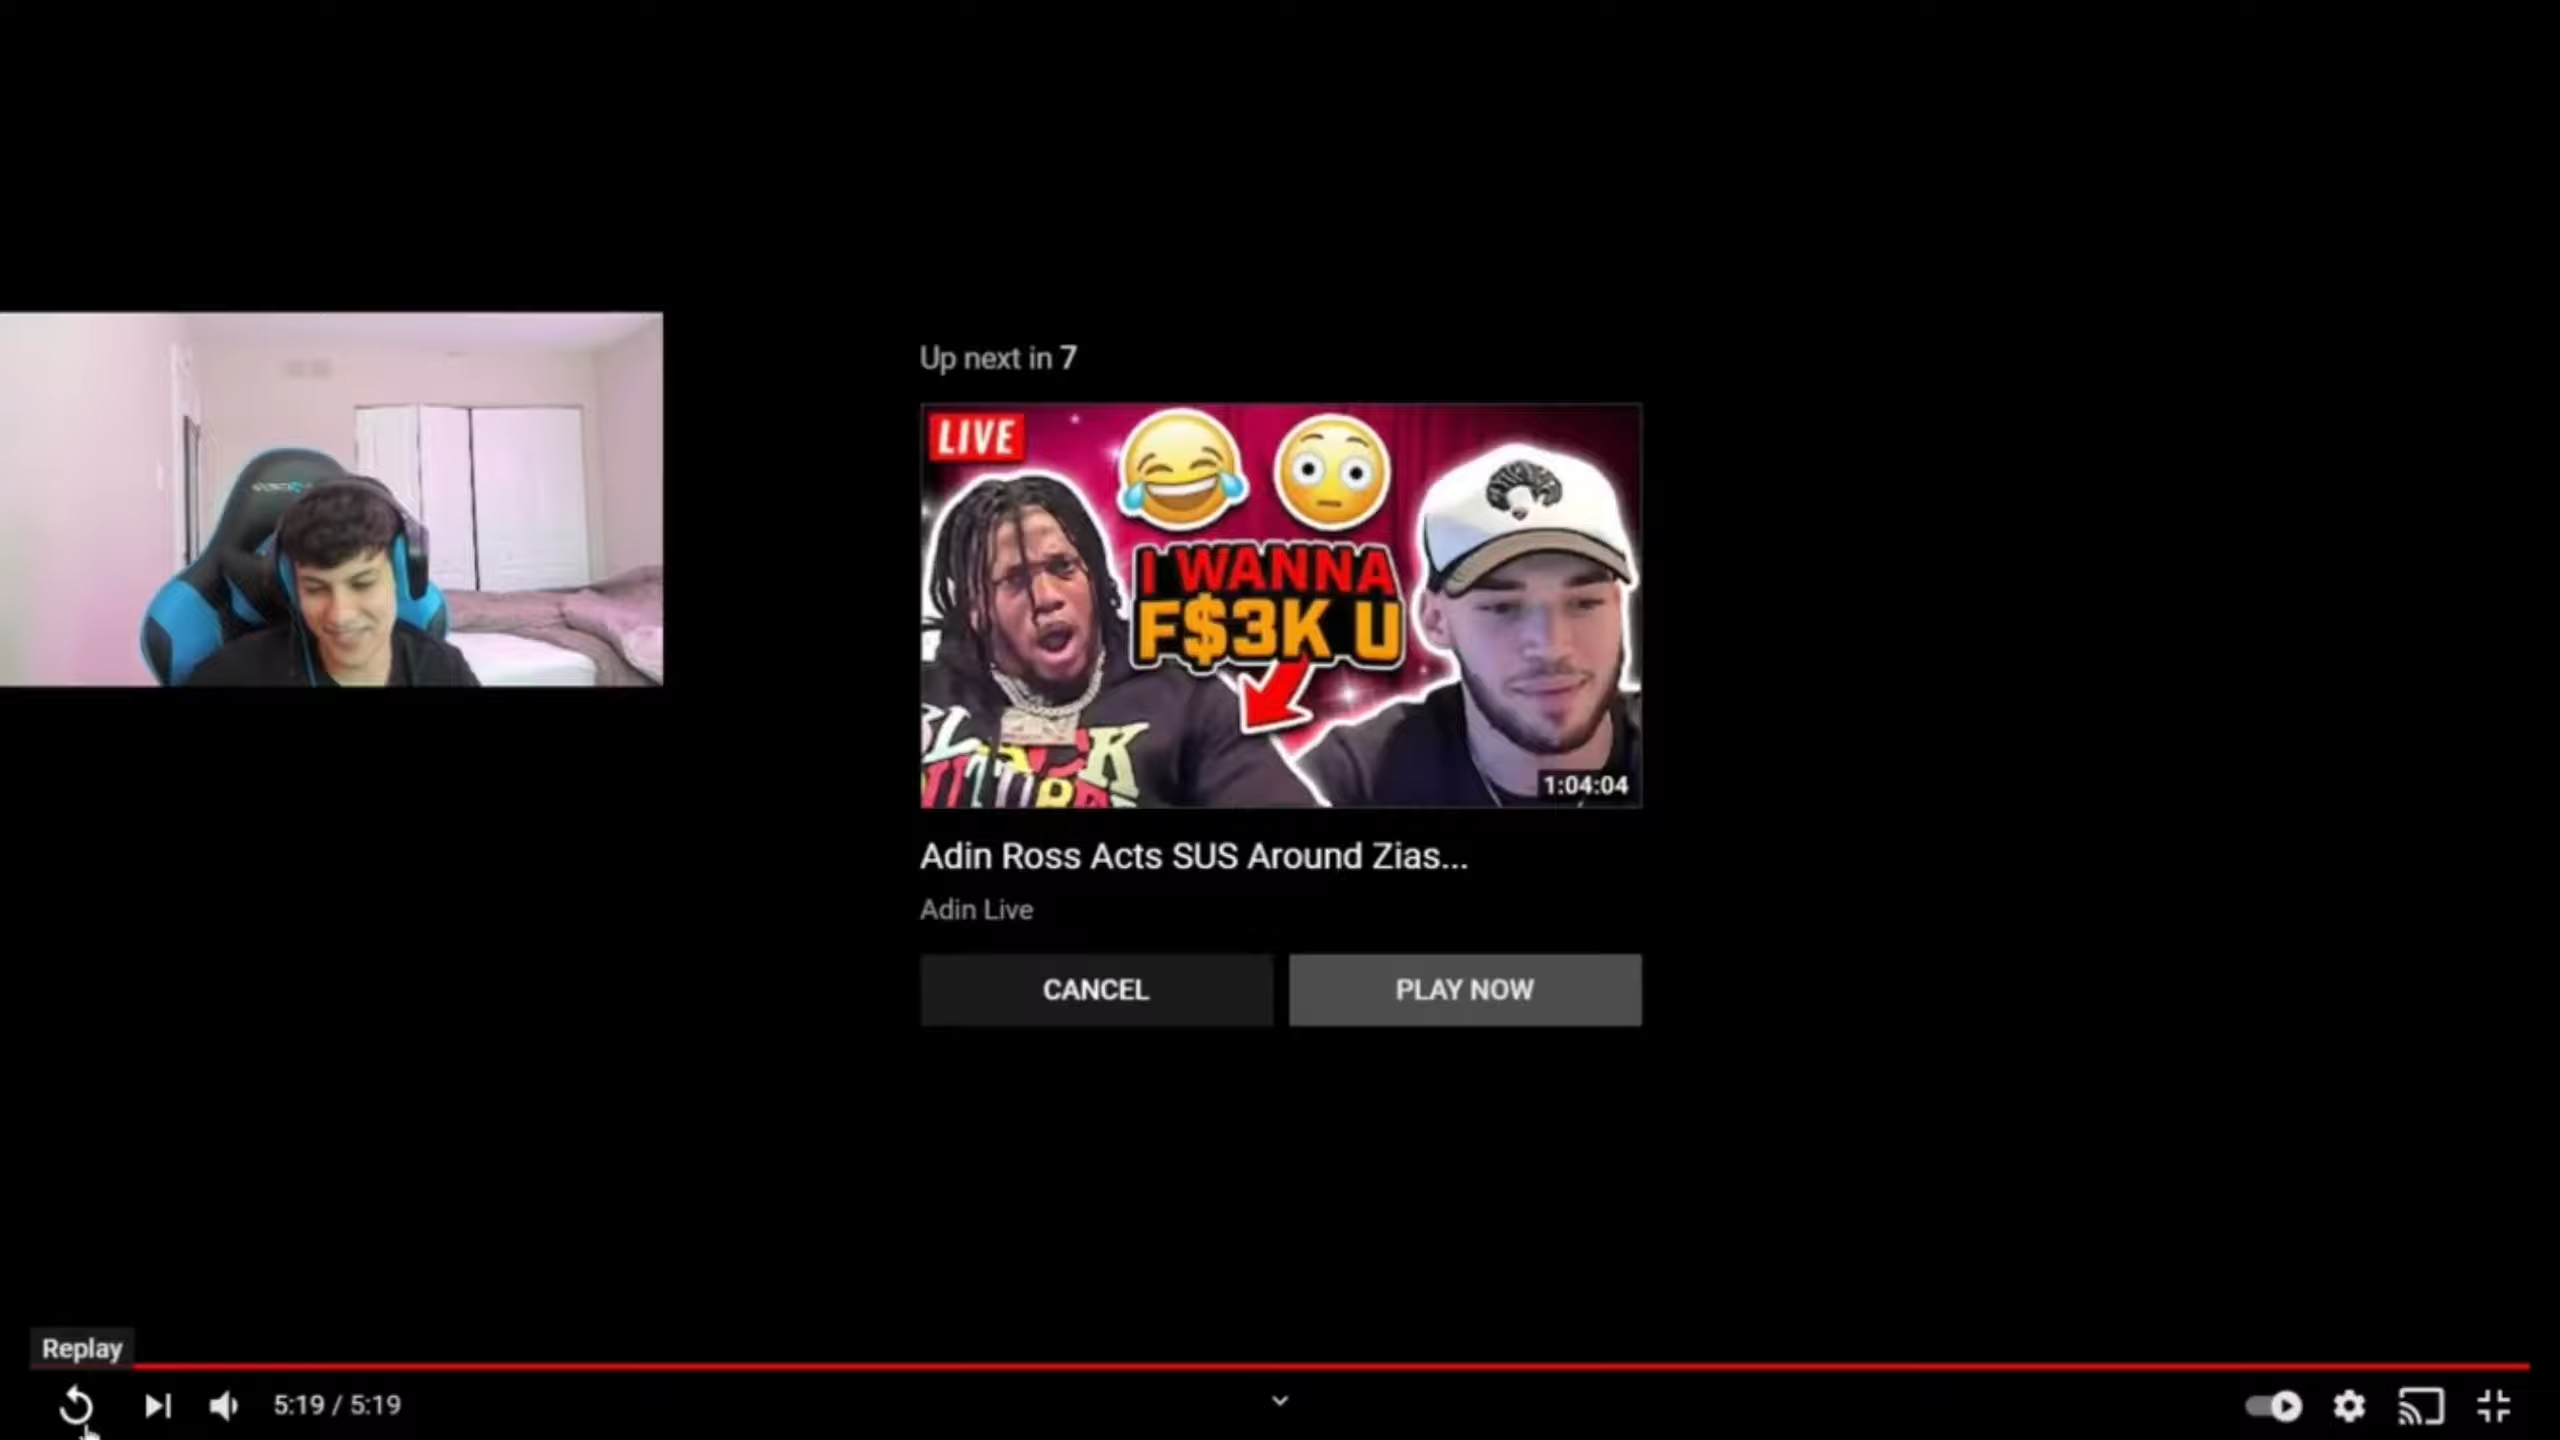 Up next in 7
LIVE
I WANNA
F$3K U
1:04:04
Adin Ross Acts SUS Around Zias...
Adin Live
CANCEL
PLAY NOW
Replay
5:19 / 5:19